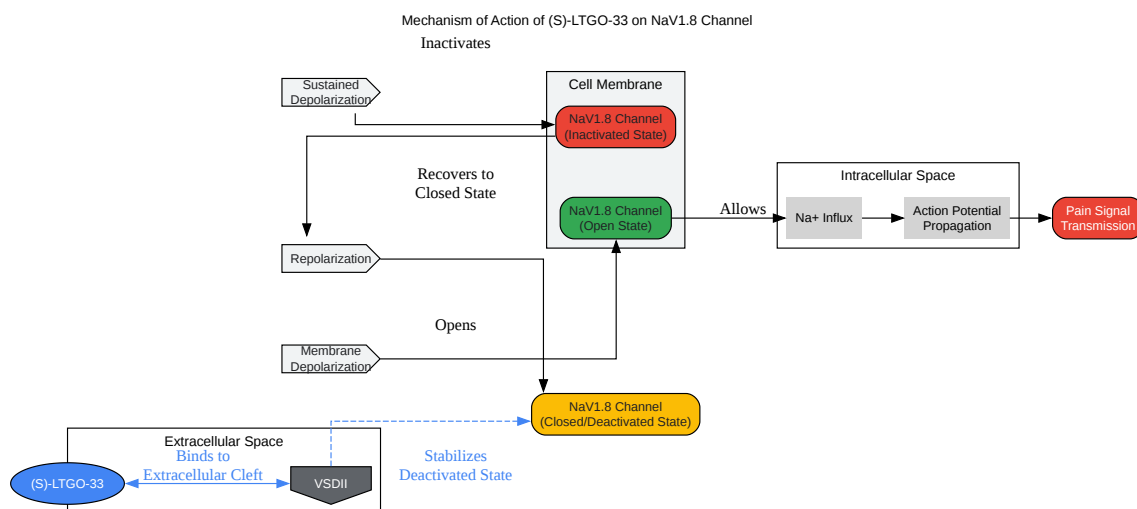 Mechanism of Action of (S)-LTGO-33 on NaV1.8 Channel
Inactivates
Sustained
Depolarization
Cell Membrane
NaV1.8 Channel
(Inactivated State)
Recovers to
Closed State
NaV1.8 Channel
(Open State)
Allows
Intracellular Space
Na+ Influx
Action Potential
Propagation
Pain Signal
Transmission
Repolarization
Opens
Membrane
Depolarization
NaV1.8 Channel
(Closed/Deactivated State)
Extracellular Space
Binds to
Extracellular Cleft
(S)-LTGO-33
VSDII
Stabilizes
Deactivated State